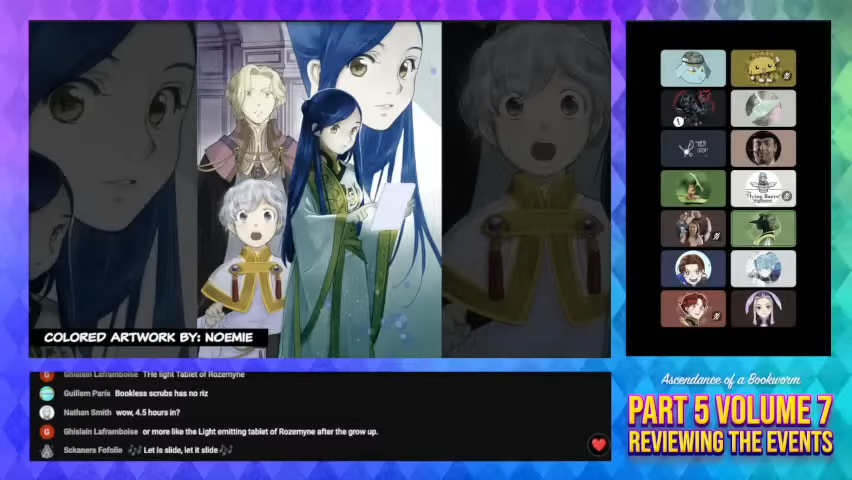 COLORED ARTWORK BY: NOEMIE
G Ghislain Laframboise THe light Tablet of Rozemyne
Guillem París Bookless scrubs has no riz
Nathan Smith wow, 4.5 hours in?
G Ghislain Laframboise or more like the Light emitting tablet of Rozemyne after the grow up.
Sckaners Fofolle 🎶Let is slide, let it slide🎶
Ascendance of a Bookworm
PART 5 VOLUME 7
REVIEWING THE EVENTS